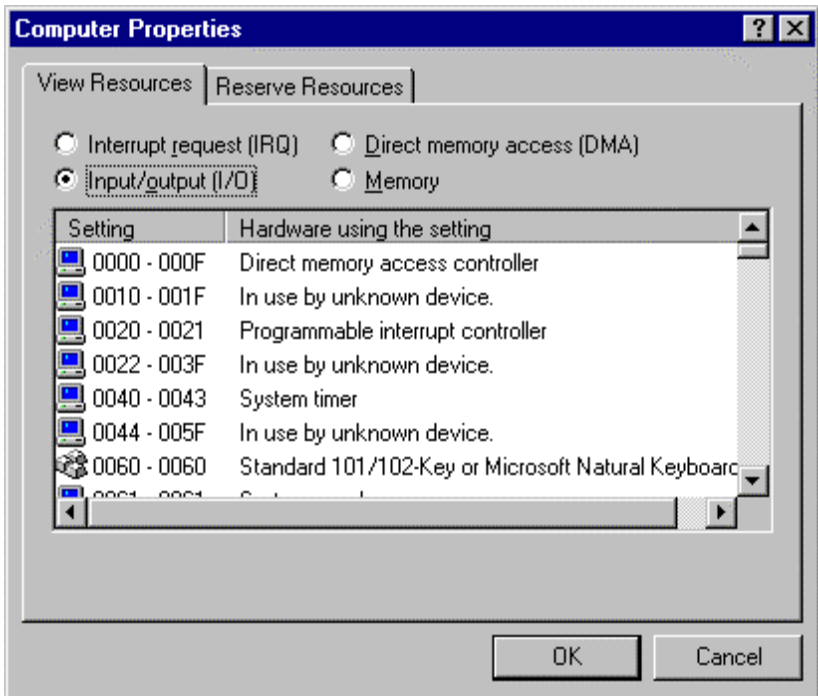 Computer Properties
View Resources Reserve Resources
Interrupt request (IRQ) Direct memory access (DMA)
Input/output (I/O) Memory
Setting Hardware using the setting
0000 - 000F Direct memory access controller
0010 - 001F In use by unknown device.
0020 - 0021 Programmable interrupt controller
0022 - 003F In use by unknown device.
0040 - 0043 System timer
0044 - 005F In use by unknown device.
0060 - 0060 Standard 101/102-Key or Microsoft Natural Keyboard
OK Cancel